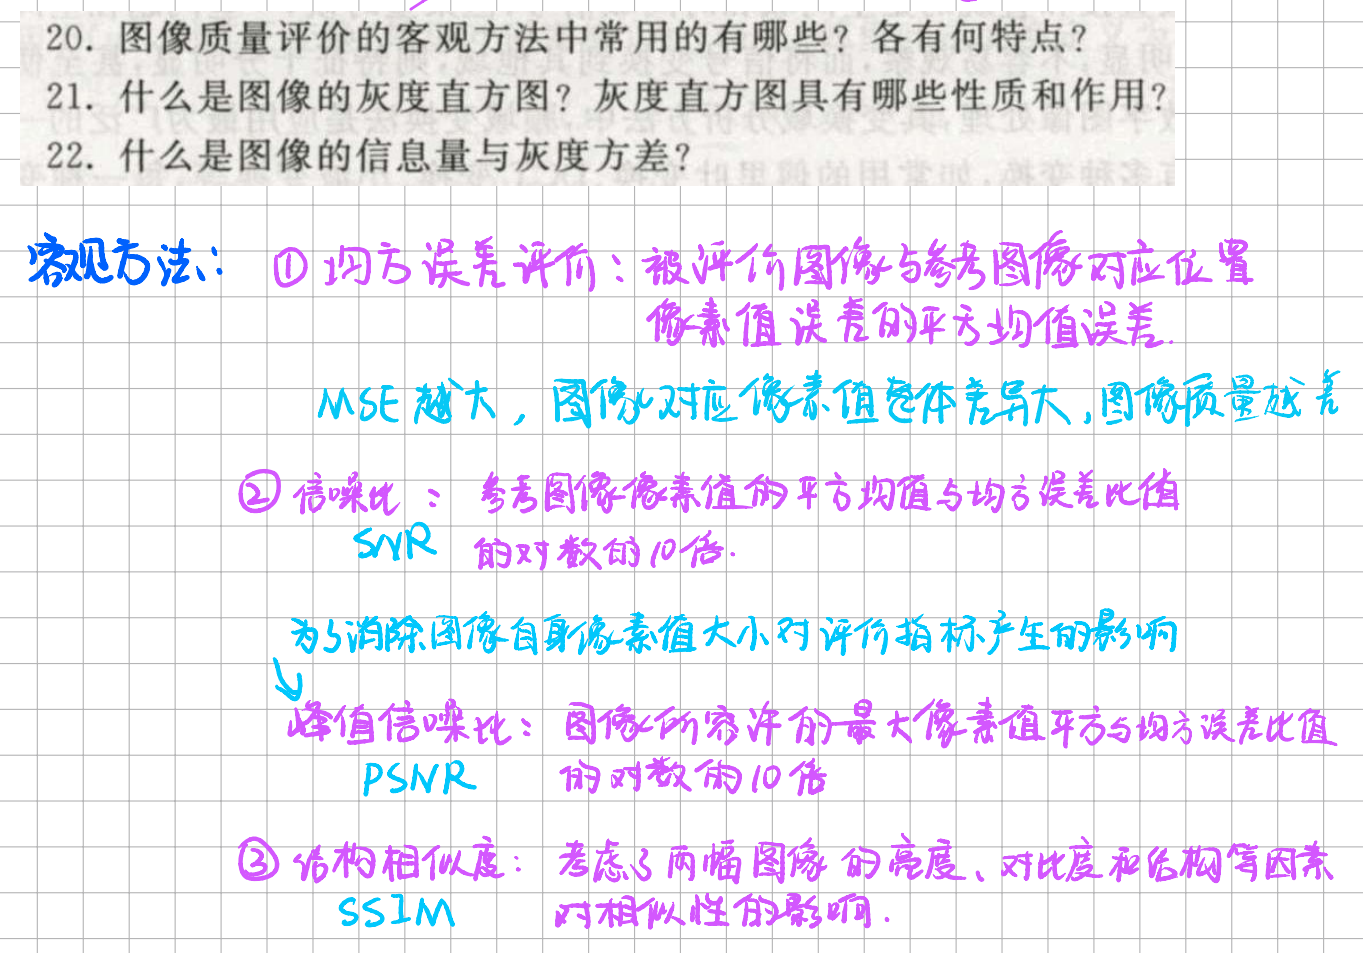 20. 图像质量评价的客观方法中常用的有哪些？各有何特点？
21. 什么是图像的灰度直方图？灰度直方图具有哪些性质和作用？
22. 什么是图像的信息量与灰度方差？
客观方法：① 均方误差评价：被评价图像与参考图像对应位置
像素值误差的平方均值误差.
MSE越大，图像对应像素值整体差异大，图像质量越差
② 信噪比：参考图像像素值的平方均值与均方误差比值
SNR 的对数的10倍.
为了消除图像自身像素值大小对评价指标产生的影响
峰值信噪比：图像所容许的最大像素值平方与均方误差比值
PSNR 的对数的10倍
③ 结构相似度：考虑了两幅图像的亮度、对比度和结构等因素
SSIM 对相似性的影响.